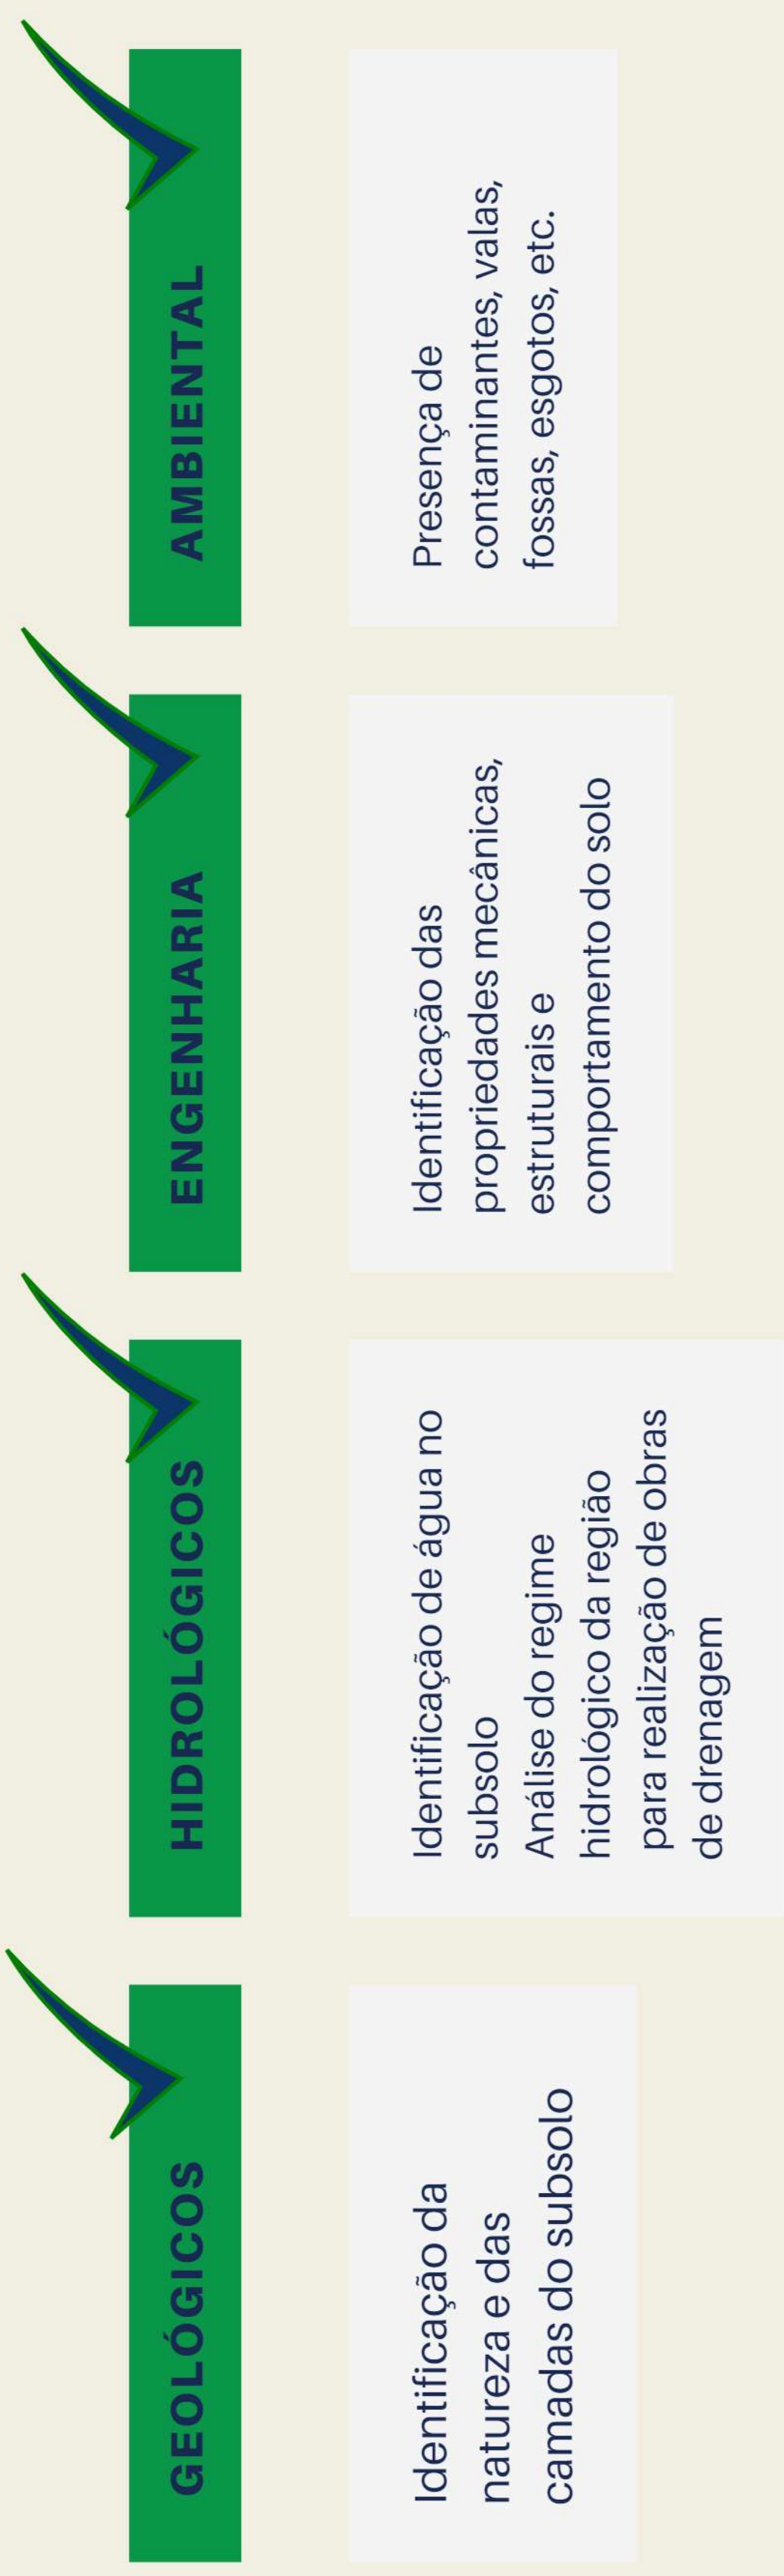 GEOLÓGICOS
Identificação da
natureza e das
camadas do subsolo
HIDROLÓGICOS
Identificação de água no
subsolo
Análise do regime
hidrológico da região
para realização de obras
de drenagem
ENGENHARIA
Identificação das
propriedades mecânicas,
estruturais e
comportamento do solo
AMBIENTAL
Presença de
contaminantes, valas,
fossas, esgotos, etc.